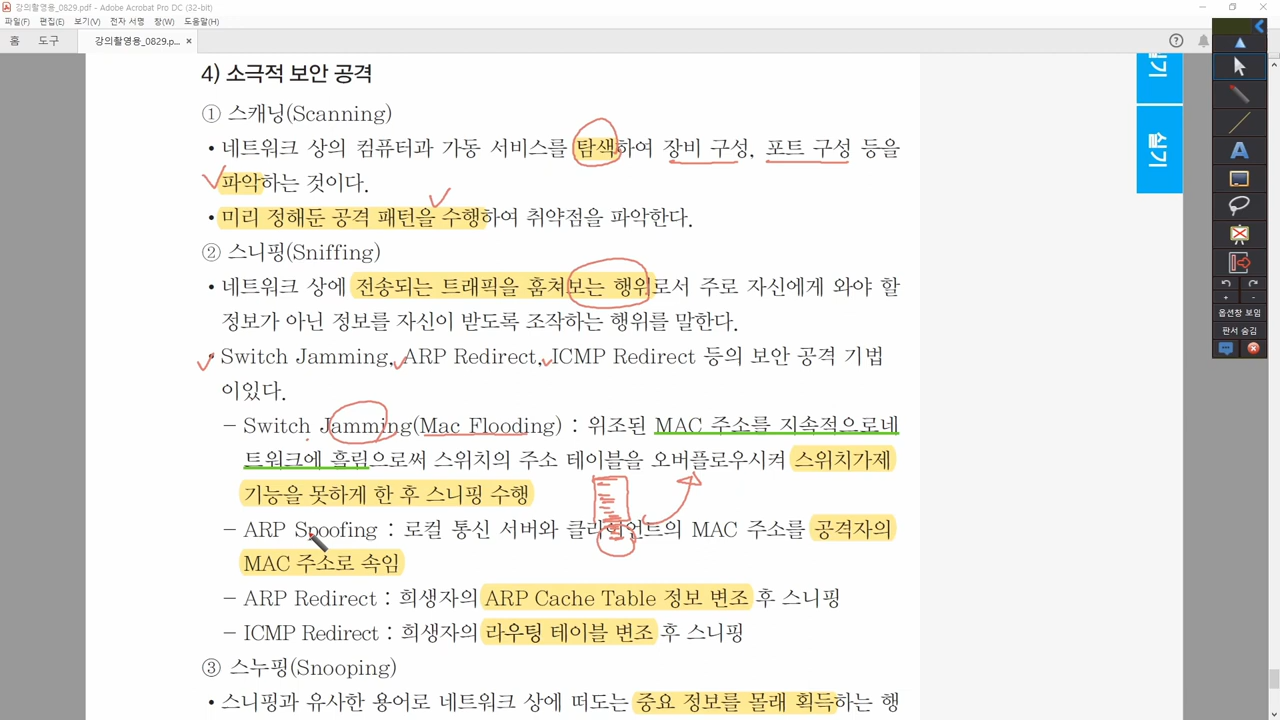 강의촬영용_0829.pdf - Adobe Acrobat Pro DC (32-bit)
파일(F) 편집(E) 보기(V) 전자 서명 창(W) 도움말(H)
홈 도구 강의촬영용_0829.p... ×
4) 소극적 보안 공격
① 스캐닝(Scanning)
• 네트워크 상의 컴퓨터과 가동 서비스를 탐색하여 장비 구성, 포트 구성 등을
파악하는 것이다.
• 미리 정해둔 공격 패턴을 수행하여 취약점을 파악한다.
② 스니핑(Sniffing)
• 네트워크 상에 전송되는 트래픽을 훔쳐보는 행위로서 주로 자신에게 와야 할
정보가 아닌 정보를 자신이 받도록 조작하는 행위를 말한다.
• Switch Jamming, ARP Redirect, ICMP Redirect 등의 보안 공격 기법
이있다.
– Switch Jamming(Mac Flooding) : 위조된 MAC 주소를 지속적으로네
트워크에 흘림으로써 스위치의 주소 테이블을 오버플로우시켜 스위치가제
기능을 못하게 한 후 스니핑 수행
– ARP Spoofing : 로컬 통신 서버와 클라이언트의 MAC 주소를 공격자의
MAC 주소로 속임
– ARP Redirect : 희생자의 ARP Cache Table 정보 변조 후 스니핑
– ICMP Redirect : 희생자의 라우팅 테이블 변조 후 스니핑
③ 스누핑(Snooping)
• 스니핑과 유사한 용어로 네트워크 상에 떠도는 중요 정보를 몰래 획득하는 행
필기
실기
옵션창 보임
판서 숨김